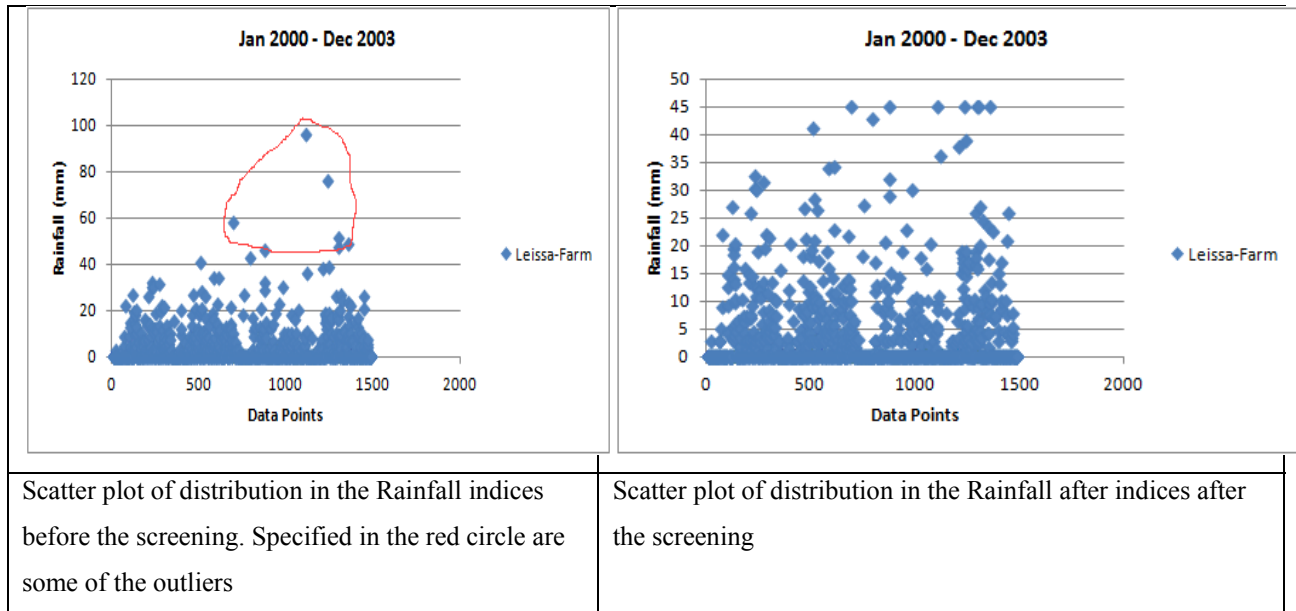 Jan 2000 - Dec 2003
120
100
80
60
40
20
0
0 500 1000 1500 2000
Rainfall (mm)
Data Points
Leissa-Farm
Jan 2000 - Dec 2003
50
45
40
35
30
25
20
15
10
5
0
0 500 1000 1500 2000
Rainfall (mm)
Data Points
Leissa-Farm
Scatter plot of distribution in the Rainfall indices
before the screening. Specified in the red circle are
some of the outliers
Scatter plot of distribution in the Rainfall after indices after
the screening